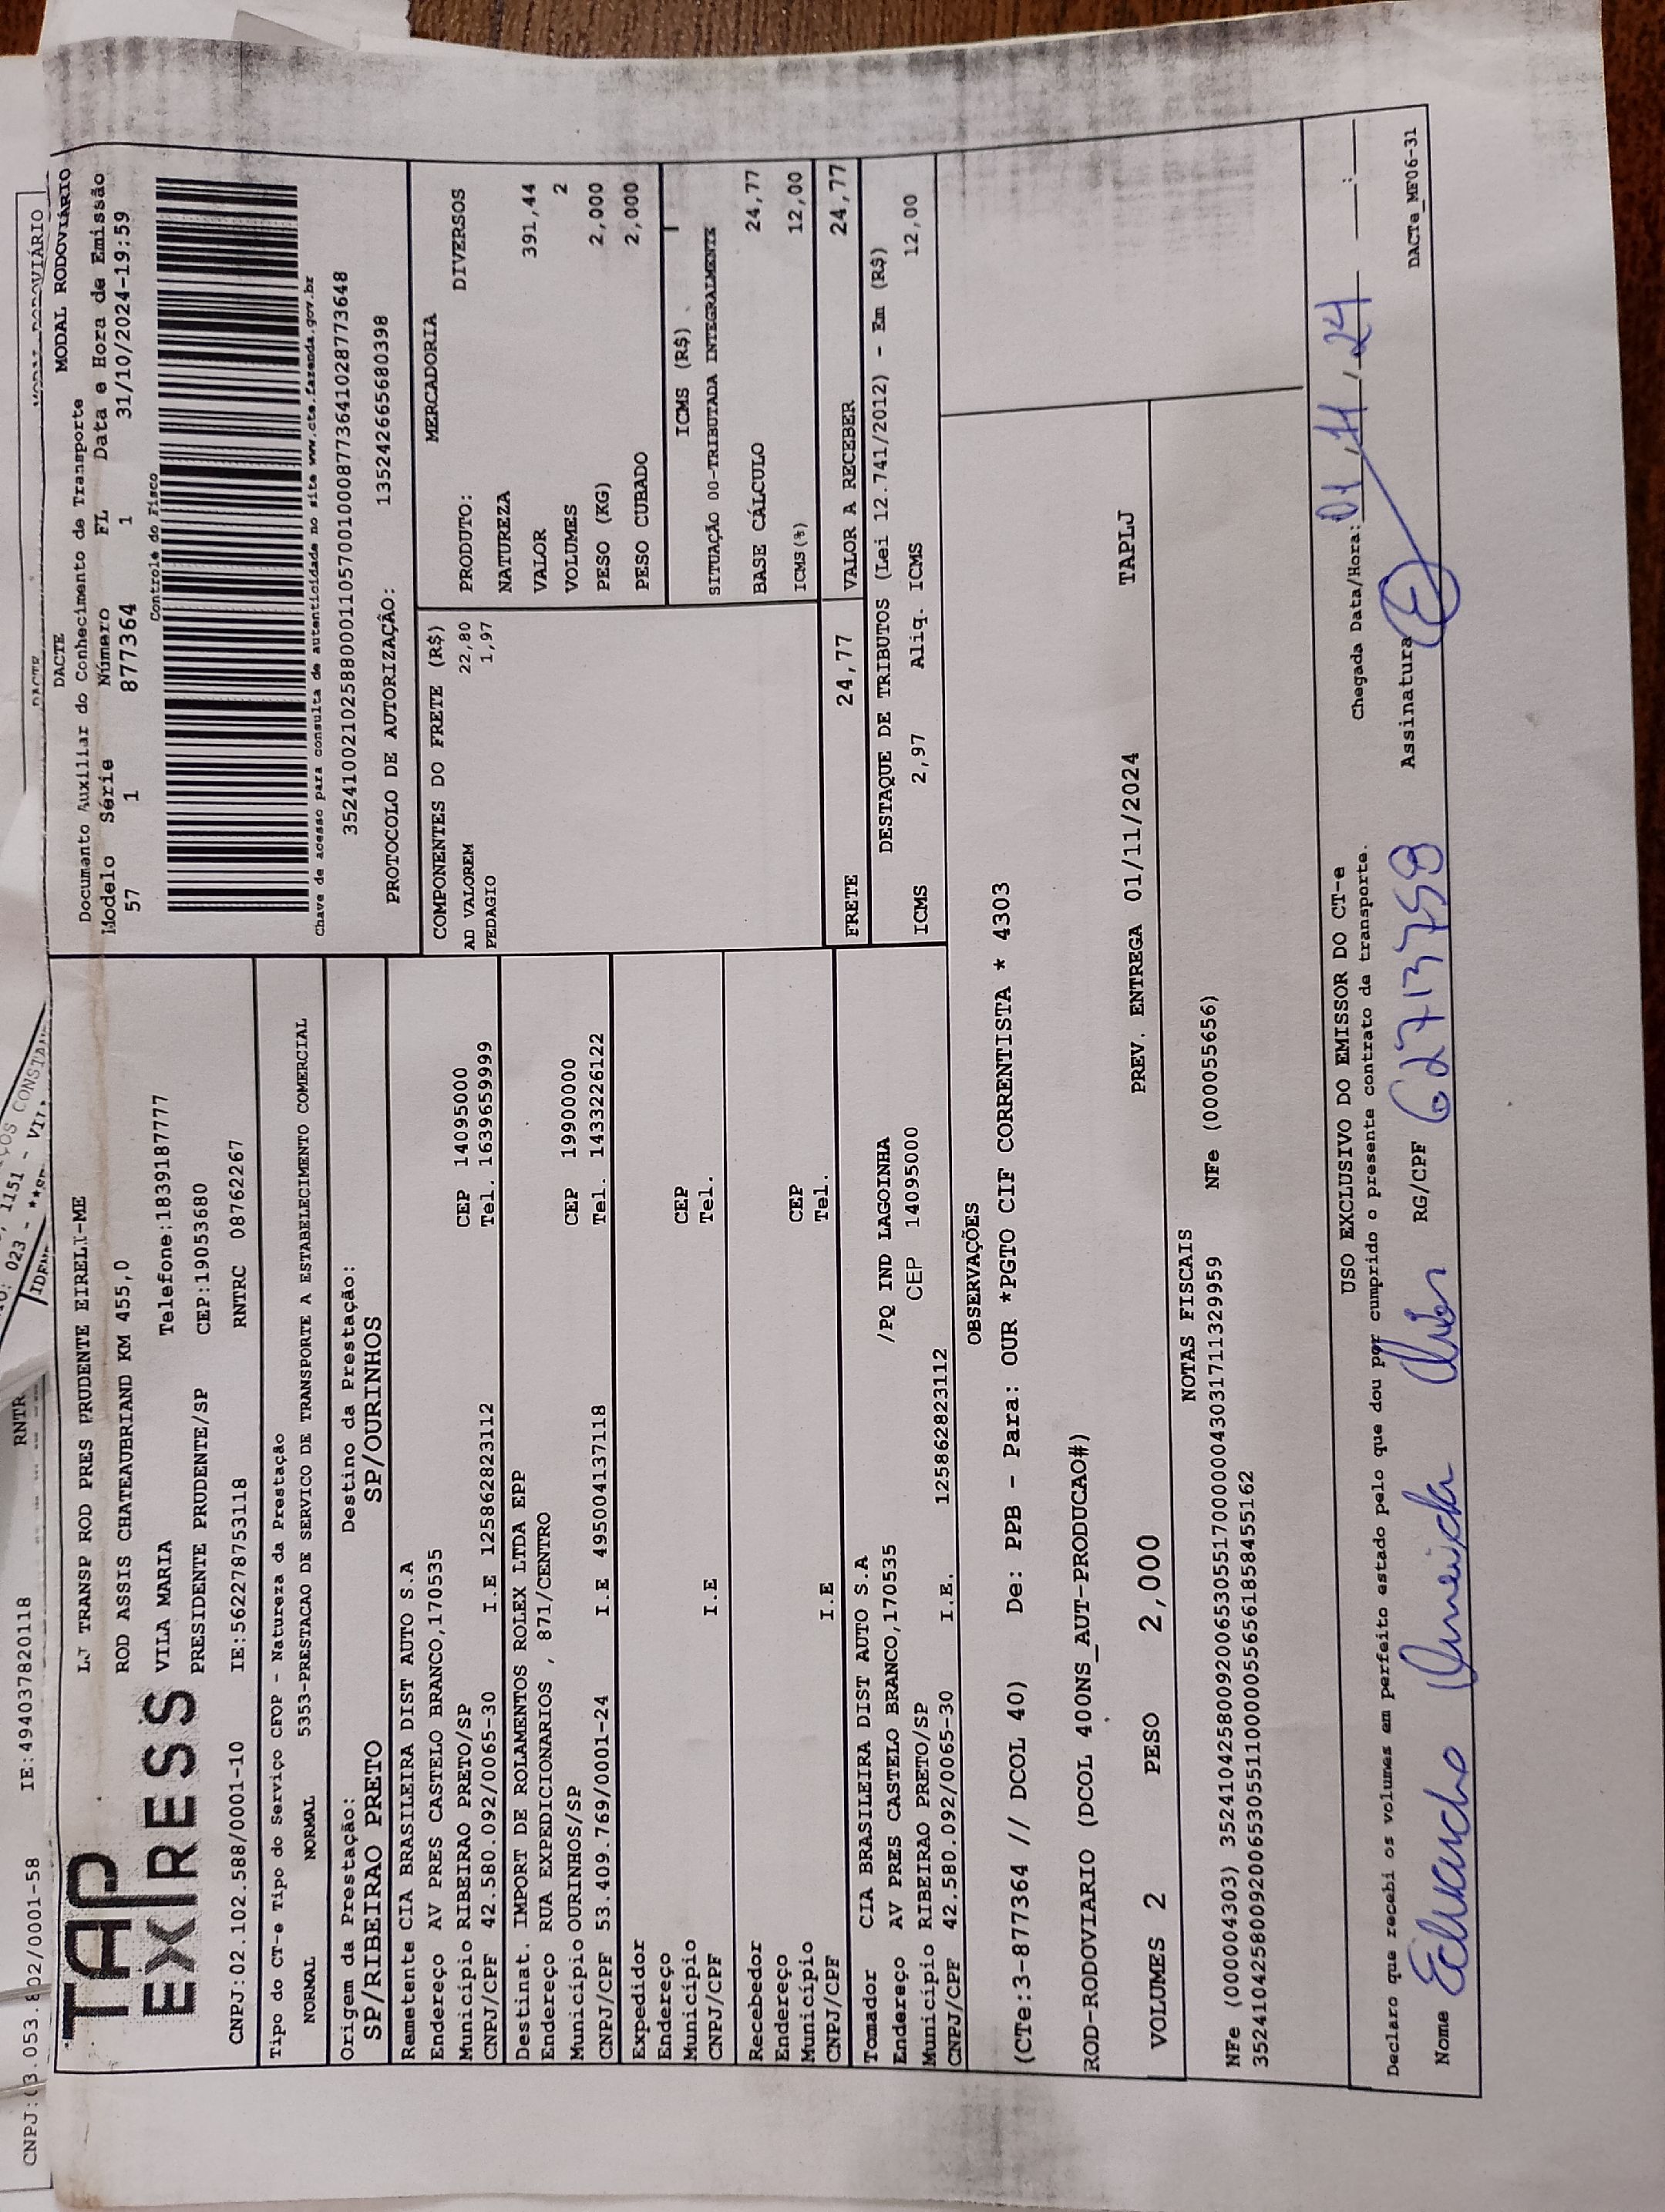 CNPJ:03.053.802/0001-58 IE:494037820118 RNTR
TAP
EXPRESS
LJ TRANSP ROD PRES PRUDENTE EIRELI-ME
ROD ASSIS CHATEAUBRIAND KM 455,0
VILA MARIA Telefone:1839187777
PRESIDENTE PRUDENTE/SP CEP:19053680
CNPJ:02.102.588/0001-10 IE:562278753118 RNTRC 08762267
DACTE MODAL RODOVIÁRIO
Documento Auxiliar do Conhecimento de Transporte
Modelo Série Número FL Data e Hora de Emissão
57 1 877364 1 31/10/2024-19:59
Controle do Fisco
Chave de acesso para consulta de autenticidade no site www.cte.fazenda.gov.br
35241002102588000110570010008773641028773648
PROTOCOLO DE AUTORIZAÇÃO: 135242665680398
Tipo do CT-e Tipo do Serviço CFOP - Natureza da Prestação
NORMAL NORMAL 5353-PRESTACAO DE SERVICO DE TRANSPORTE A ESTABELECIMENTO COMERCIAL
Origem da Prestação: Destino da Prestação:
SP/RIBEIRAO PRETO SP/OURINHOS
Remetente CIA BRASILEIRA DIST AUTO S.A
Endereço AV PRES CASTELO BRANCO,170535
Município RIBEIRAO PRETO/SP CEP 14095000
CNPJ/CPF 42.580.092/0065-30 I.E 125862823112 Tel. 1639659999
Destinat. IMPORT DE ROLAMENTOS ROLEX LTDA EPP
Endereço RUA EXPEDICIONARIOS , 871/CENTRO
Município OURINHOS/SP CEP 19900000
CNPJ/CPF 53.409.769/0001-24 I.E 495004137118 Tel. 1433226122
Expedidor
Endereço
Município CEP
CNPJ/CPF I.E Tel.
Recebedor
Endereço
Município CEP
CNPJ/CPF I.E Tel.
Tomador CIA BRASILEIRA DIST AUTO S.A
Endereço AV PRES CASTELO BRANCO,170535 /PQ IND LAGOINHA
Município RIBEIRAO PRETO/SP CEP 14095000
CNPJ/CPF 42.580.092/0065-30 I.E. 125862823112
COMPONENTES DO FRETE (R$)
AD VALOREM 22,80
PEDAGIO 1,97
MERCADORIA
PRODUTO: DIVERSOS
NATUREZA
VALOR 391,44
VOLUMES 2
PESO (KG) 2,000
PESO CUBADO 2,000
ICMS (R$)
SITUAÇÃO 00-TRIBUTADA INTEGRALMENTE
BASE CÁLCULO 24,77
ICMS(%) 12,00
FRETE 24,77 VALOR A RECEBER 24,77
DESTAQUE DE TRIBUTOS (Lei 12.741/2012) - Em (R$)
ICMS 2,97 Aliq. ICMS 12,00
OBSERVAÇÕES
(CTe:3-877364 // DCOL 40) De: PPB - Para: OUR *PGTO CIF CORRENTISTA * 4303
ROD-RODOVIARIO (DCOL 400NS_AUT-PRODUCAO#)
VOLUMES 2 PESO 2,000 PREV. ENTREGA 01/11/2024 TAPLJ
NOTAS FISCAIS
NFe (000004303) 35241042580092006530551700000043031711329959 NFe (000055656)
35241042580092006530551100000556561858455162
USO EXCLUSIVO DO EMISSOR DO CT-e
Declaro que recebi os volumes em perfeito estado pelo que dou por cumprido o presente contrato de transporte.
Chegada Data/Hora: 01/11/24 :
Nome Eduardo Almeida RG/CPF 62713759 Assinatura
DACTe_MF06-31